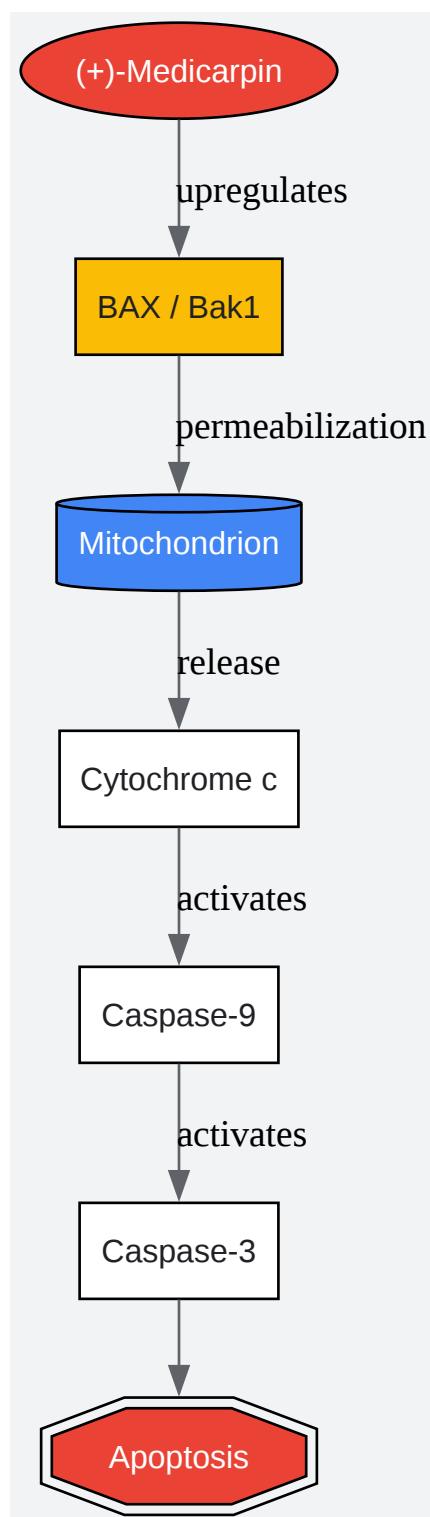 (+)-Medicarpin
upregulates
BAX / Bak1
permeabilization
Mitochondrion
release
Cytochrome c
activates
Caspase-9
activates
Caspase-3
Apoptosis